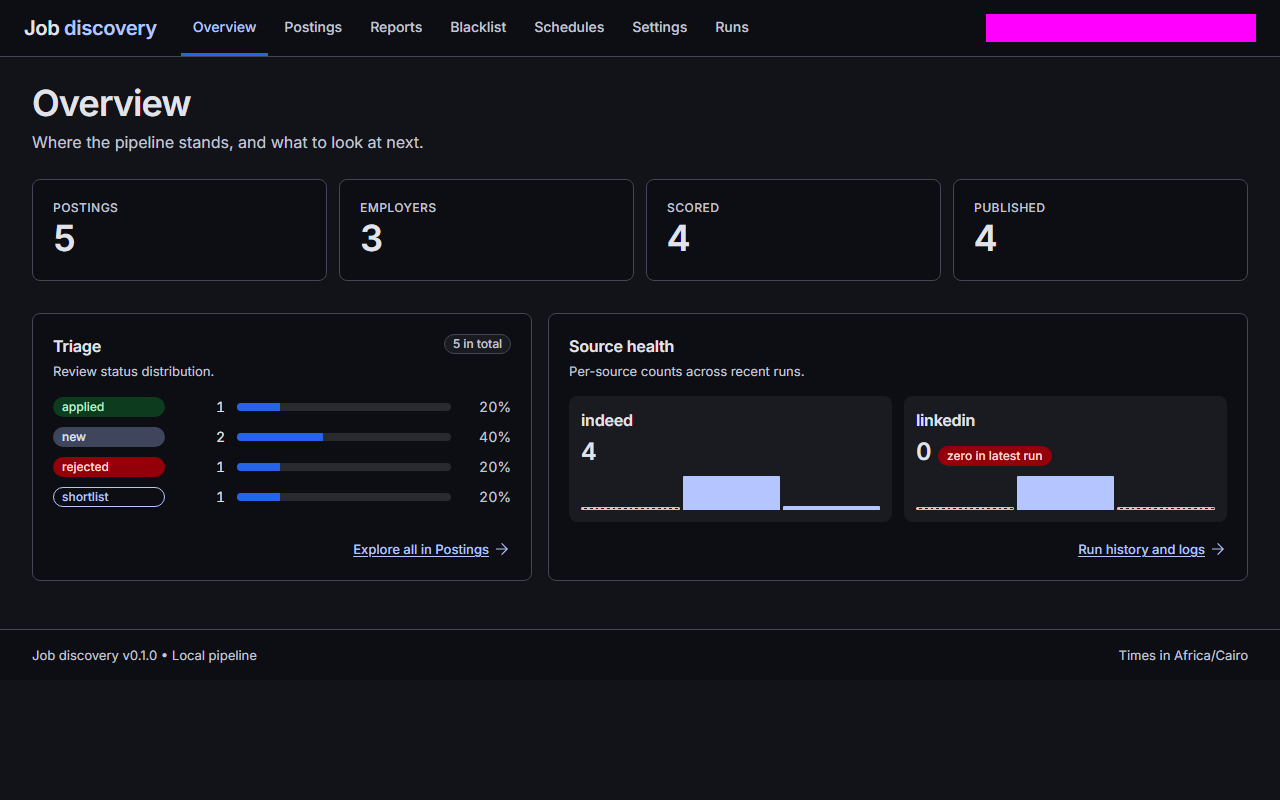 Job discovery
Overview
Postings
Reports
Blacklist
Schedules
Settings
Runs
Overview
Where the pipeline stands, and what to look at next.
POSTINGS
5
EMPLOYERS
3
SCORED
4
PUBLISHED
4
Triage
5 in total
Review status distribution.
applied 1 20%
new 2 40%
rejected 1 20%
shortlist 1 20%
Explore all in Postings →
Source health
Per-source counts across recent runs.
indeed
4
linkedin
0 zero in latest run
Run history and logs →
Job discovery v0.1.0 • Local pipeline
Times in Africa/Cairo